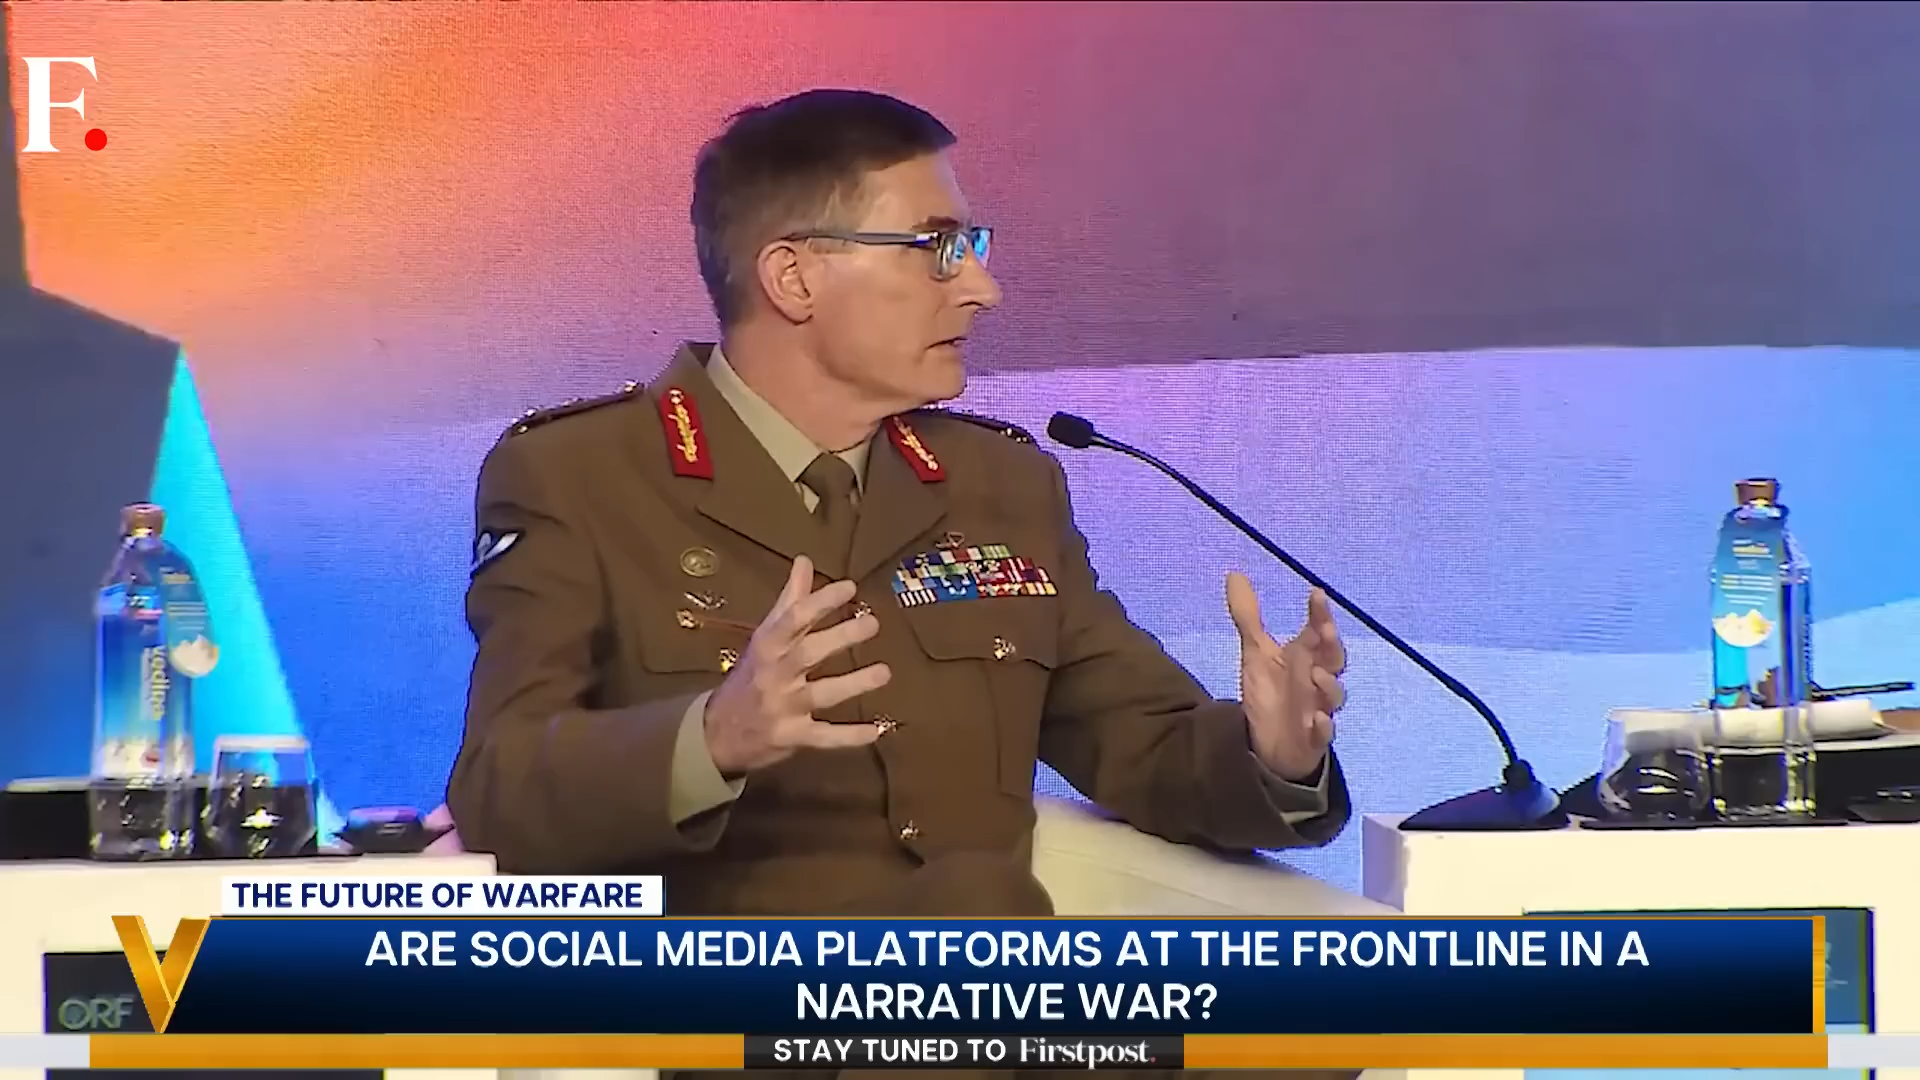 F.
vedica
THE FUTURE OF WARFARE
ARE SOCIAL MEDIA PLATFORMS AT THE FRONTLINE IN A
NARRATIVE WAR?
ORF
STAY TUNED TO Firstpost.